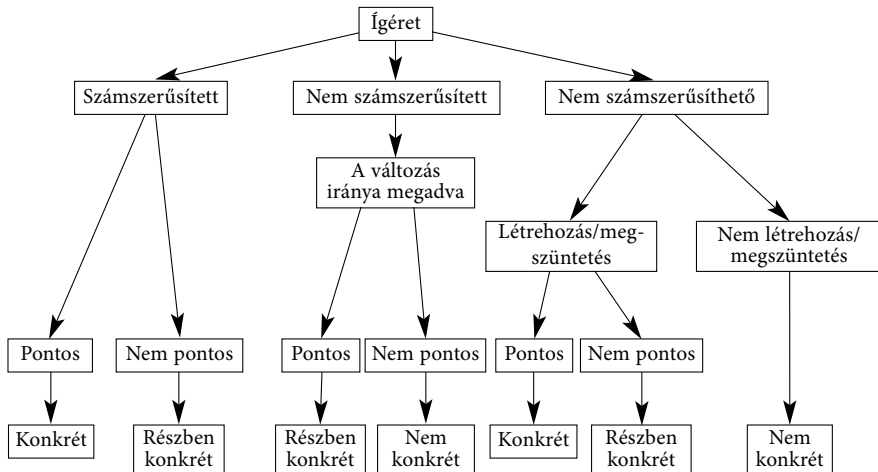 Ígéret
Számszerűsített
Nem számszerűsített
Nem számszerűsíthető
A változás
iránya megadva
Létrehozás/meg-
szüntetés
Nem létrehozás/
megszüntetés
Pontos
Nem pontos
Pontos
Nem pontos
Pontos
Nem pontos
Konkrét
Részben
konkrét
Részben
konkrét
Nem
konkrét
Konkrét
Részben
konkrét
Nem
konkrét